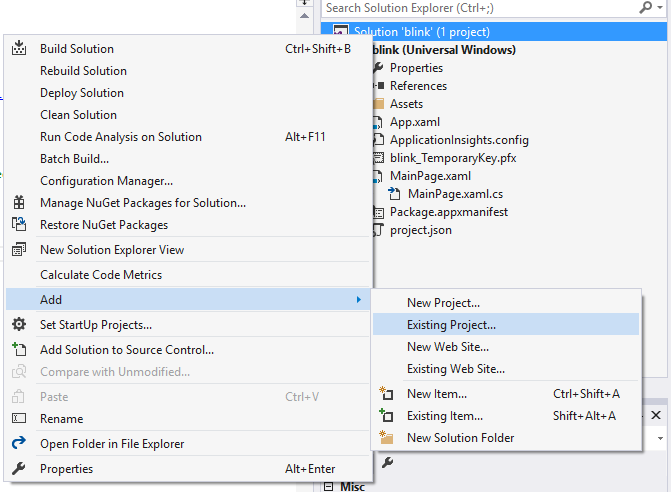 Search Solution Explorer (Ctrl+;)
Solution 'blink' (1 project)
blink (Universal Windows)
Properties
References
Assets
App.xaml
ApplicationInsights.config
blink_TemporaryKey.pfx
MainPage.xaml
MainPage.xaml.cs
Package.appxmanifest
project.json
Build Solution Ctrl+Shift+B
Rebuild Solution
Deploy Solution
Clean Solution
Run Code Analysis on Solution Alt+F11
Batch Build...
Configuration Manager...
Manage NuGet Packages for Solution...
Restore NuGet Packages
New Solution Explorer View
Calculate Code Metrics
Add
Set StartUp Projects...
Add Solution to Source Control...
Compare with Unmodified...
Paste Ctrl+V
Rename
Open Folder in File Explorer
Properties Alt+Enter
New Project...
Existing Project...
New Web Site...
Existing Web Site...
New Item... Ctrl+Shift+A
Existing Item... Shift+Alt+A
New Solution Folder
Misc